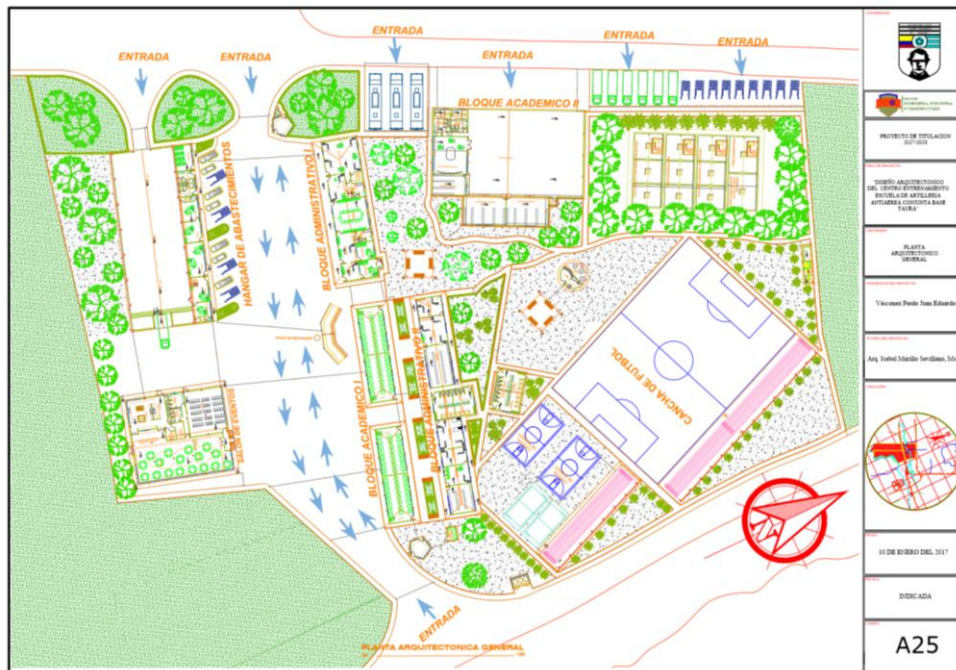 ENTRADA
ENTRADA
ENTRADA
ENTRADA
ENTRADA
ENTRADA
BLOQUE ACADEMICO II
HANGAR DE ABASTECIMIENTOS
BLOQUE ADMINISTRATIVO I
CANCHA DE FUTBOL
BLOQUE ACADEMICO I
BLOQUE ADMINISTRATIVO II
SALON DE EVENTOS
ENTRADA
PLANTA ARQUITECTONICA GENERAL
PROYECTO DE TITULACION
2017-2018
"DISEÑO ARQUITECTONICO
DEL CENTRO ENTRENAMIENTO
ESCUELA DE ARTILLERIA
ANTIAEREA CONJUNTA BASE
TAURA"
PLANTA
ARQUITECTONICO
GENERAL
Vásconez Pardo Juan Eduardo
Arq. Isabel Murillo Sevillano,
10 DE ENERO DEL 2017
INDICADA
A25